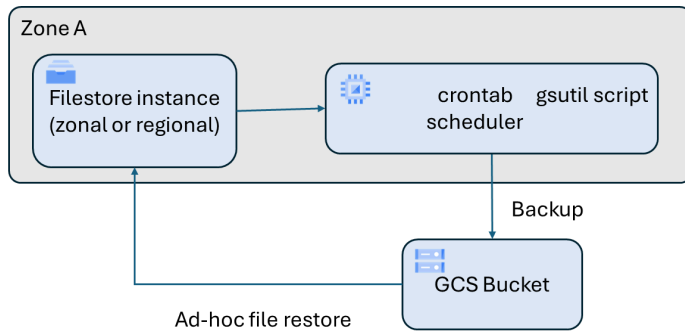 Zone A
Filestore instance
(zonal or regional)
crontab gsutil script
scheduler
Backup
GCS Bucket
Ad-hoc file restore